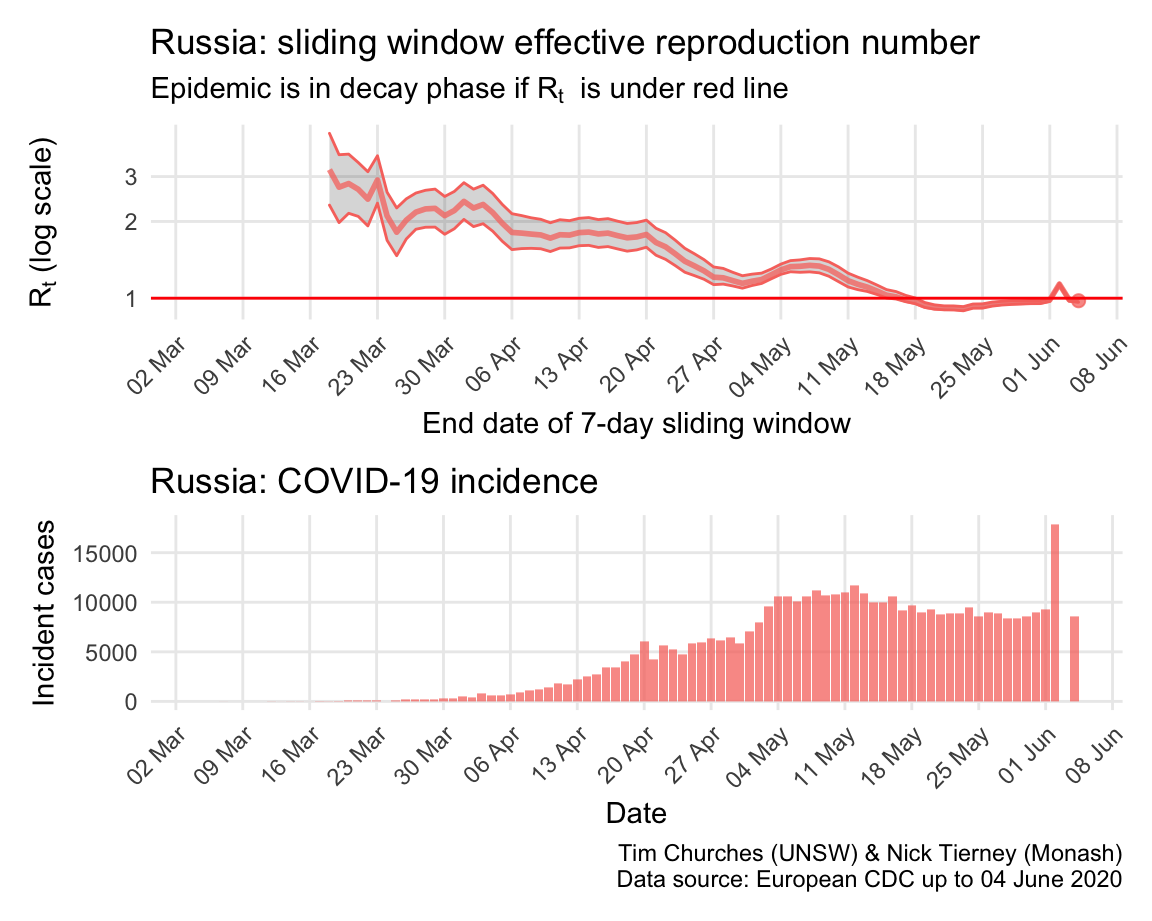 Russia: sliding window effective reproduction number
Epidemic is in decay phase if Rt is under red line
Rt (log scale)
3
2
1
02 Mar
09 Mar
16 Mar
23 Mar
30 Mar
06 Apr
13 Apr
20 Apr
27 Apr
04 May
11 May
18 May
25 May
01 Jun
08 Jun
End date of 7-day sliding window
Russia: COVID-19 incidence
Incident cases
15000
10000
5000
0
02 Mar
09 Mar
16 Mar
23 Mar
30 Mar
06 Apr
13 Apr
20 Apr
27 Apr
04 May
11 May
18 May
25 May
01 Jun
08 Jun
Date
Tim Churches (UNSW) & Nick Tierney (Monash)
Data source: European CDC up to 04 June 2020